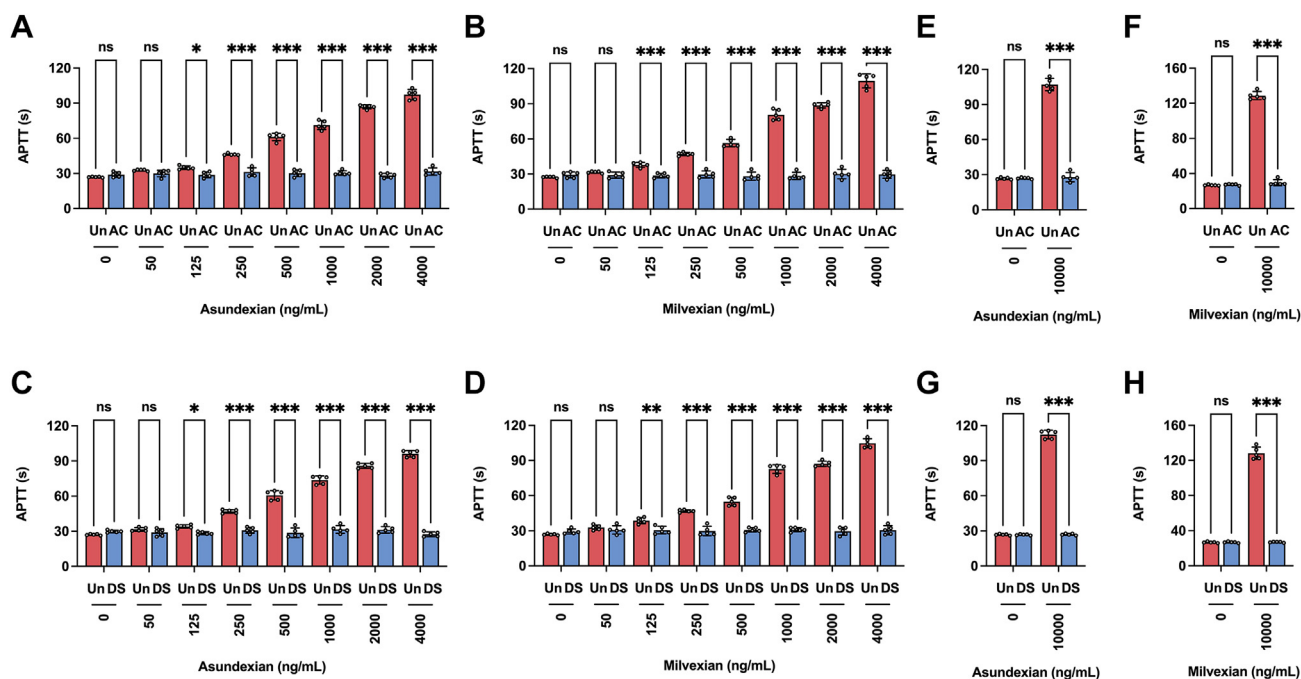 A
ns ns * *** *** *** *** ***
120
90
60
30
0
APTT (s)
Un AC Un AC Un AC Un AC Un AC Un AC Un AC Un AC
0 50 125 250 500 1000 2000 4000
Asundexian (ng/mL)
B
ns ns *** *** *** *** *** ***
120
90
60
30
0
APTT (s)
Un AC Un AC Un AC Un AC Un AC Un AC Un AC Un AC
0 50 125 250 500 1000 2000 4000
Milvexian (ng/mL)
E
ns ***
120
90
60
30
0
APTT (s)
Un AC Un AC
0 10000
Asundexian (ng/mL)
F
ns ***
160
120
80
40
0
APTT (s)
Un AC Un AC
0 10000
Milvexian (ng/mL)
C
ns ns * *** *** *** *** ***
120
90
60
30
0
APTT (s)
Un DS Un DS Un DS Un DS Un DS Un DS Un DS Un DS
0 50 125 250 500 1000 2000 4000
Asundexian (ng/mL)
D
ns ns ** *** *** *** *** ***
120
90
60
30
0
APTT (s)
Un DS Un DS Un DS Un DS Un DS Un DS Un DS Un DS
0 50 125 250 500 1000 2000 4000
Milvexian (ng/mL)
G
ns ***
120
90
60
30
0
APTT (s)
Un DS Un DS
0 10000
Asundexian (ng/mL)
H
ns ***
160
120
80
40
0
APTT (s)
Un DS Un DS
0 10000
Milvexian (ng/mL)